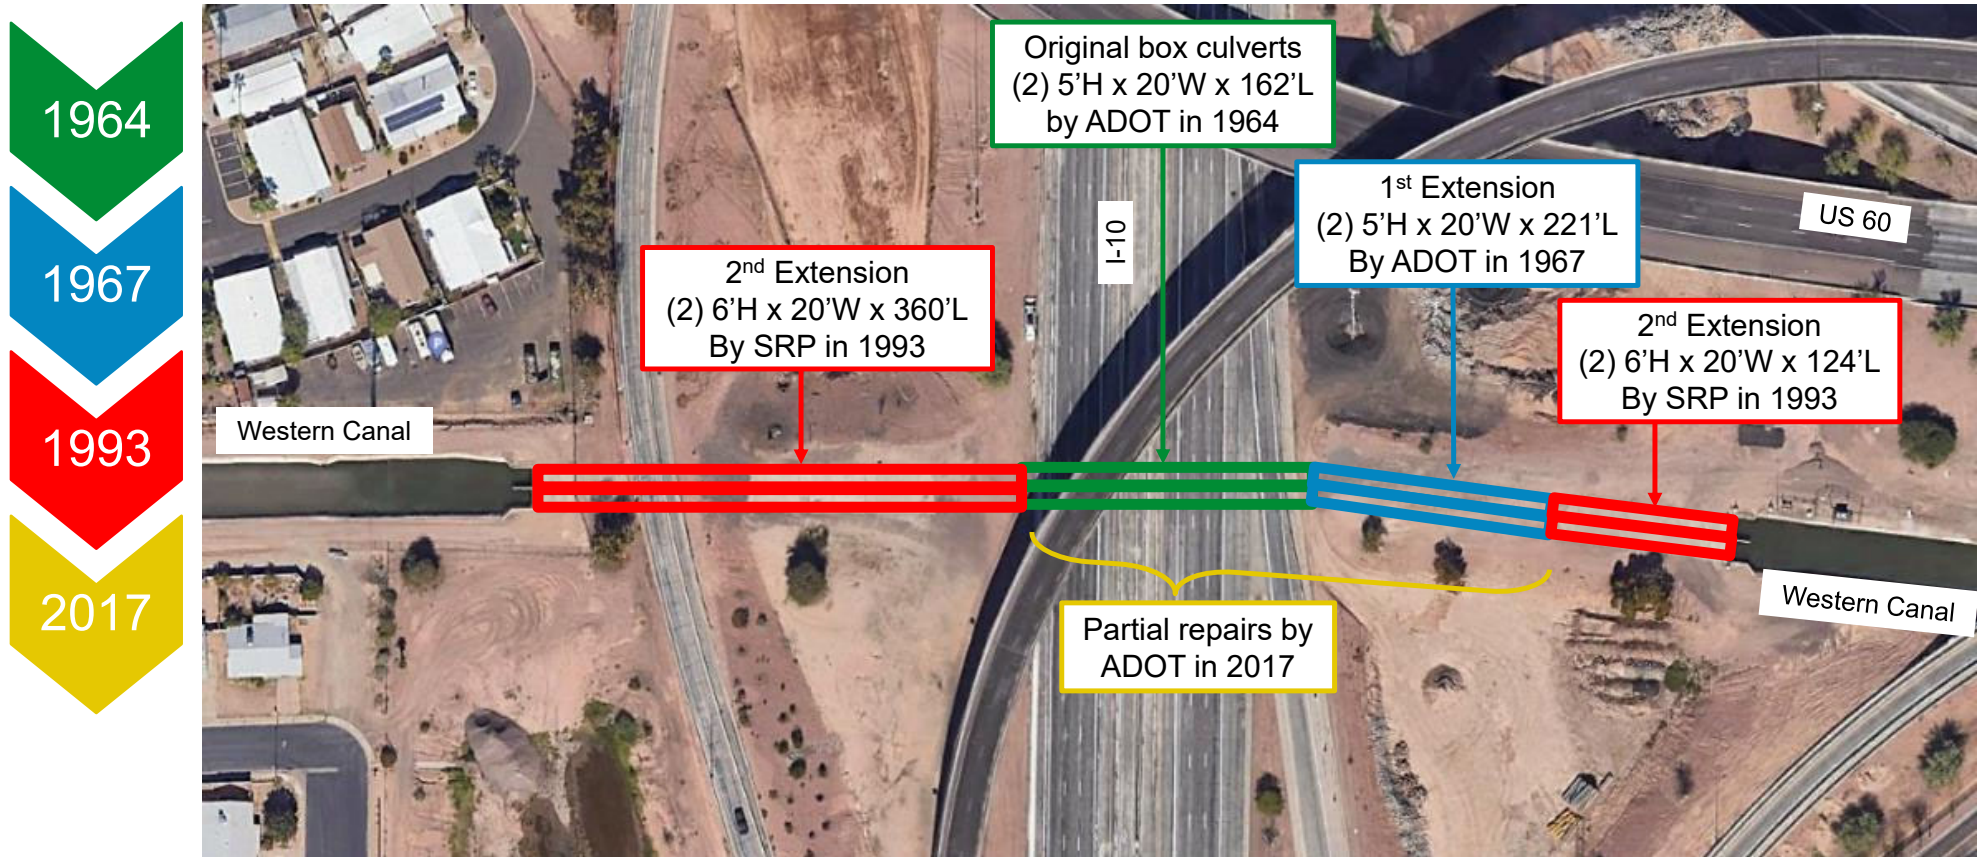 1964
1967
1993
2017
Original box culverts
(2) 5’H x 20’W x 162’L
by ADOT in 1964
1st Extension
(2) 5’H x 20’W x 221’L
By ADOT in 1967
US 60
I-10
2nd Extension
(2) 6’H x 20’W x 360’L
By SRP in 1993
2nd Extension
(2) 6’H x 20’W x 124’L
By SRP in 1993
Western Canal
Western Canal
Partial repairs by
ADOT in 2017